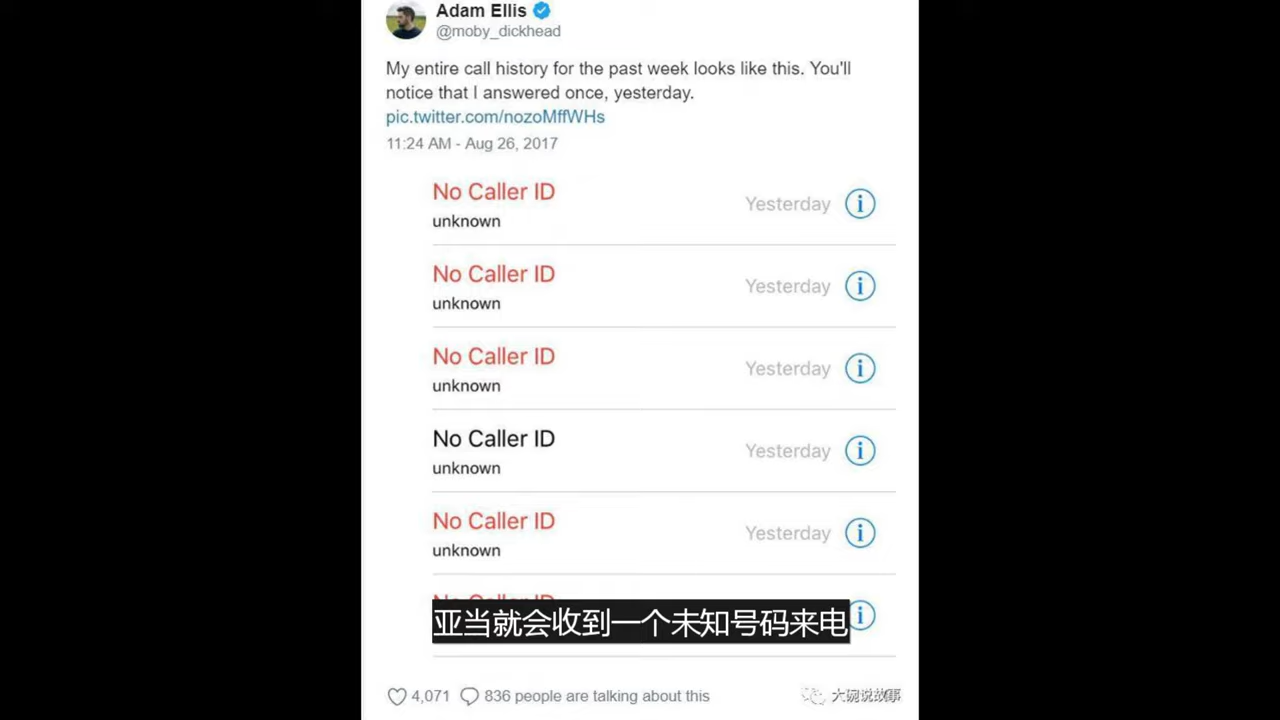 Adam Ellis
@moby_dickhead
My entire call history for the past week looks like this. You'll
notice that I answered once, yesterday.
pic.twitter.com/nozoMffWHs
11:24 AM - Aug 26, 2017
No Caller ID
unknown
Yesterday
No Caller ID
unknown
Yesterday
No Caller ID
unknown
Yesterday
No Caller ID
unknown
Yesterday
No Caller ID
unknown
Yesterday
No Caller ID
亚当就会收到一个未知号码来电
4,071 836 people are talking about this
大碗说故事